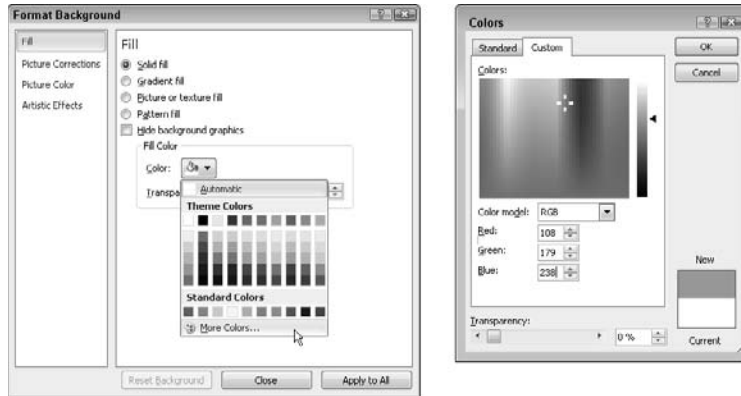 Format Background
Fill
Picture Corrections
Picture Color
Artistic Effects
Fill
Solid fill
Gradient fill
Picture or texture fill
Pattern fill
Hide background graphics
Fill Color
Color:
Transpa
Automatic
Theme Colors
Standard Colors
More Colors...
Reset Background
Close
Apply to All
Colors
Standard
Custom
OK
Cancel
Colors:
Color model:
RGB
Red:
108
Green:
179
Blue:
238
New
Transparency:
0 %
Current